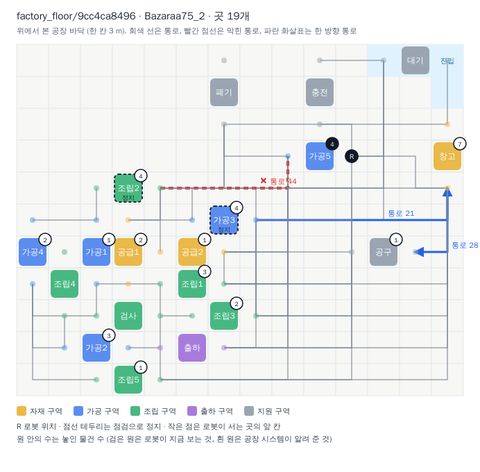 factory_floor/9cc4ca8496 · Bazaraa75_2 · 곳 19개
위에서 본 공장 바닥 (한 칸 3 m). 회색 선은 통로, 빨간 점선은 막힌 통로, 파란 화살표는 한 방향 통로
대기
진입
폐기
충전
4
7
가공5
R
창고
✖ 통로 44
4
조립2
정지
4
가공3
정지
통로 21
2
1
2
1
1
가공4
가공1
공급1
공급2
공구
통로 28
3
조립4
조립1
2
검사
조립3
3
가공2
출하
1
조립5
자재 구역
가공 구역
조립 구역
출하 구역
지원 구역
R 로봇 위치 · 점선 테두리는 점검으로 정지 · 작은 점은 로봇이 서는 곳의 앞 칸
원 안의 수는 놓인 물건 수 (검은 원은 로봇이 지금 보는 것, 흰 원은 공장 시스템이 알려 준 것)